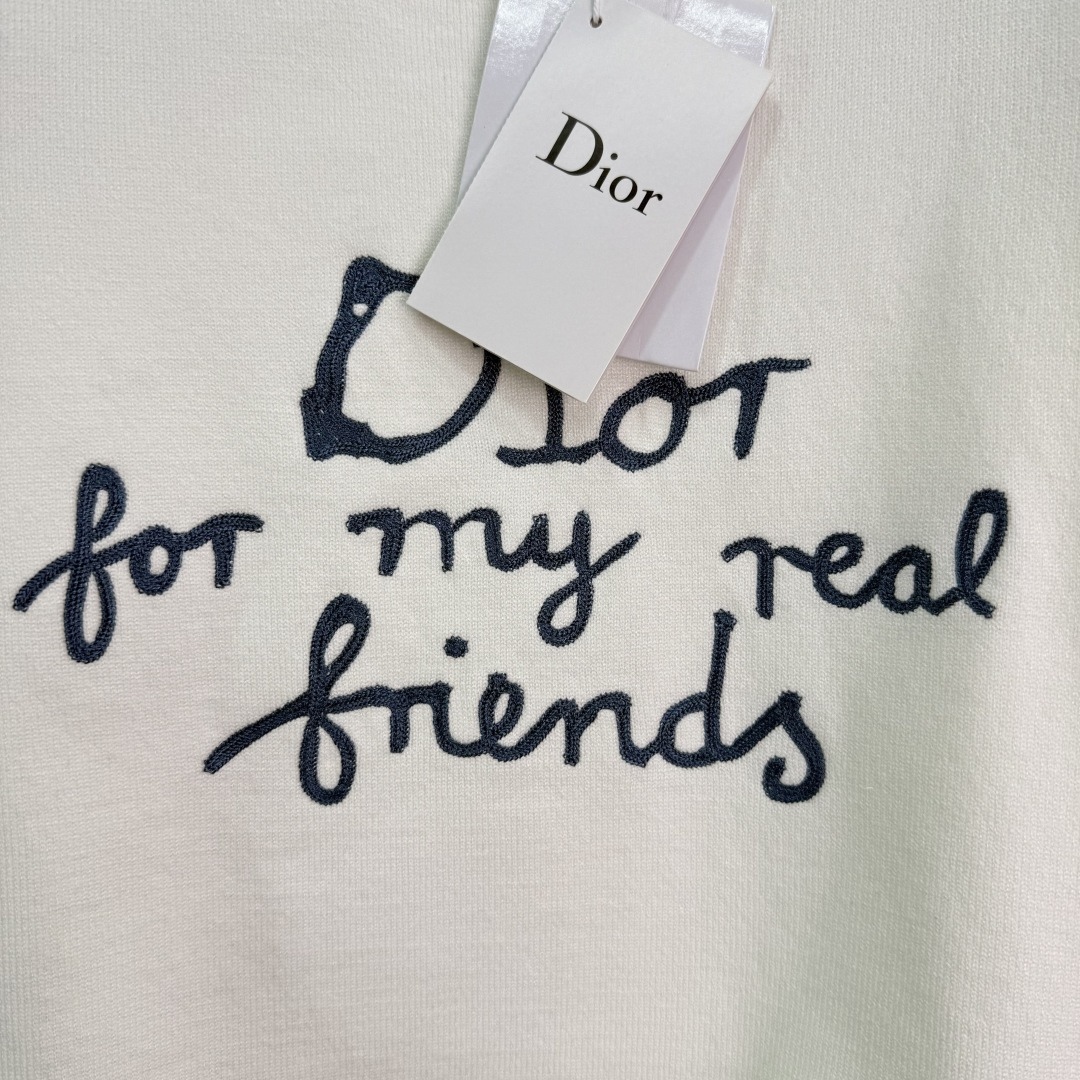 Dior
Dior
for my real
friends